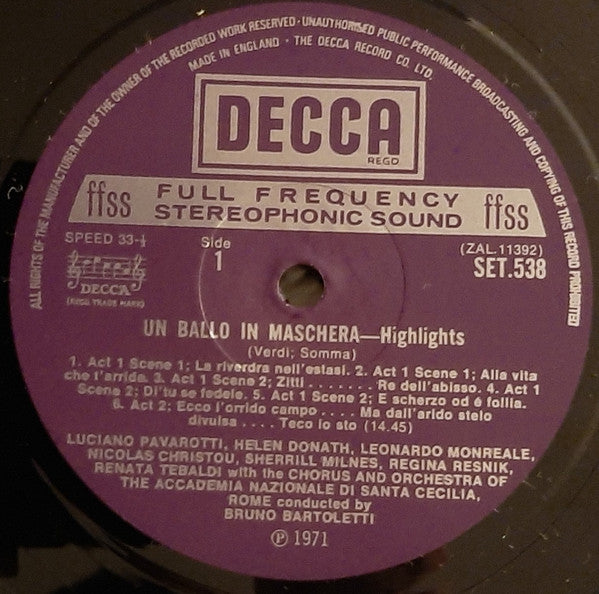 ALL RIGHTS OF THE MANUFACTURER AND OF THE OWNER OF THE RECORDED WORK RESERVED · UNAUTHORISED PUBLIC PERFORMANCE BROADCASTING AND COPYING OF THIS RECORD PROHIBITED
MADE IN ENGLAND · THE DECCA RECORD CO. LTD.
DECCA
REGD
ffss FULL FREQUENCY STEREOPHONIC SOUND ffss
SPEED 33-⅓
Side
1
(ZAL.11392)
SET.538
DECCA
(REGD. TRADE MARK)
UN BALLO IN MASCHERA—Highlights
(Verdi; Somma)
1. Act 1 Scene 1; La riverdra nell'estasi. 2. Act 1 Scene 1; Alla vita
che t'arrida. 3. Act 1 Scene 2; Zitti . . . . . . . Re dell'abisso. 4. Act 1
Scene 2; Di'tu se fedele. 5. Act 1 Scene 2; E scherzo od é follia.
6. Act 2; Ecco l'orrido campo . . . . Ma dall'arido stelo
divulsa . . . . Teco lo sto (14.45)
LUCIANO PAVAROTTI, HELEN DONATH, LEONARDO MONREALE,
NICOLAS CHRISTOU, SHERRILL MILNES, REGINA RESNIK,
RENATA TEBALDI with the CHORUS AND ORCHESTRA OF
THE ACCADEMIA NAZIONALE DI SANTA CECILIA,
ROME conducted by
BRUNO BARTOLETTI
Ⓟ 1971